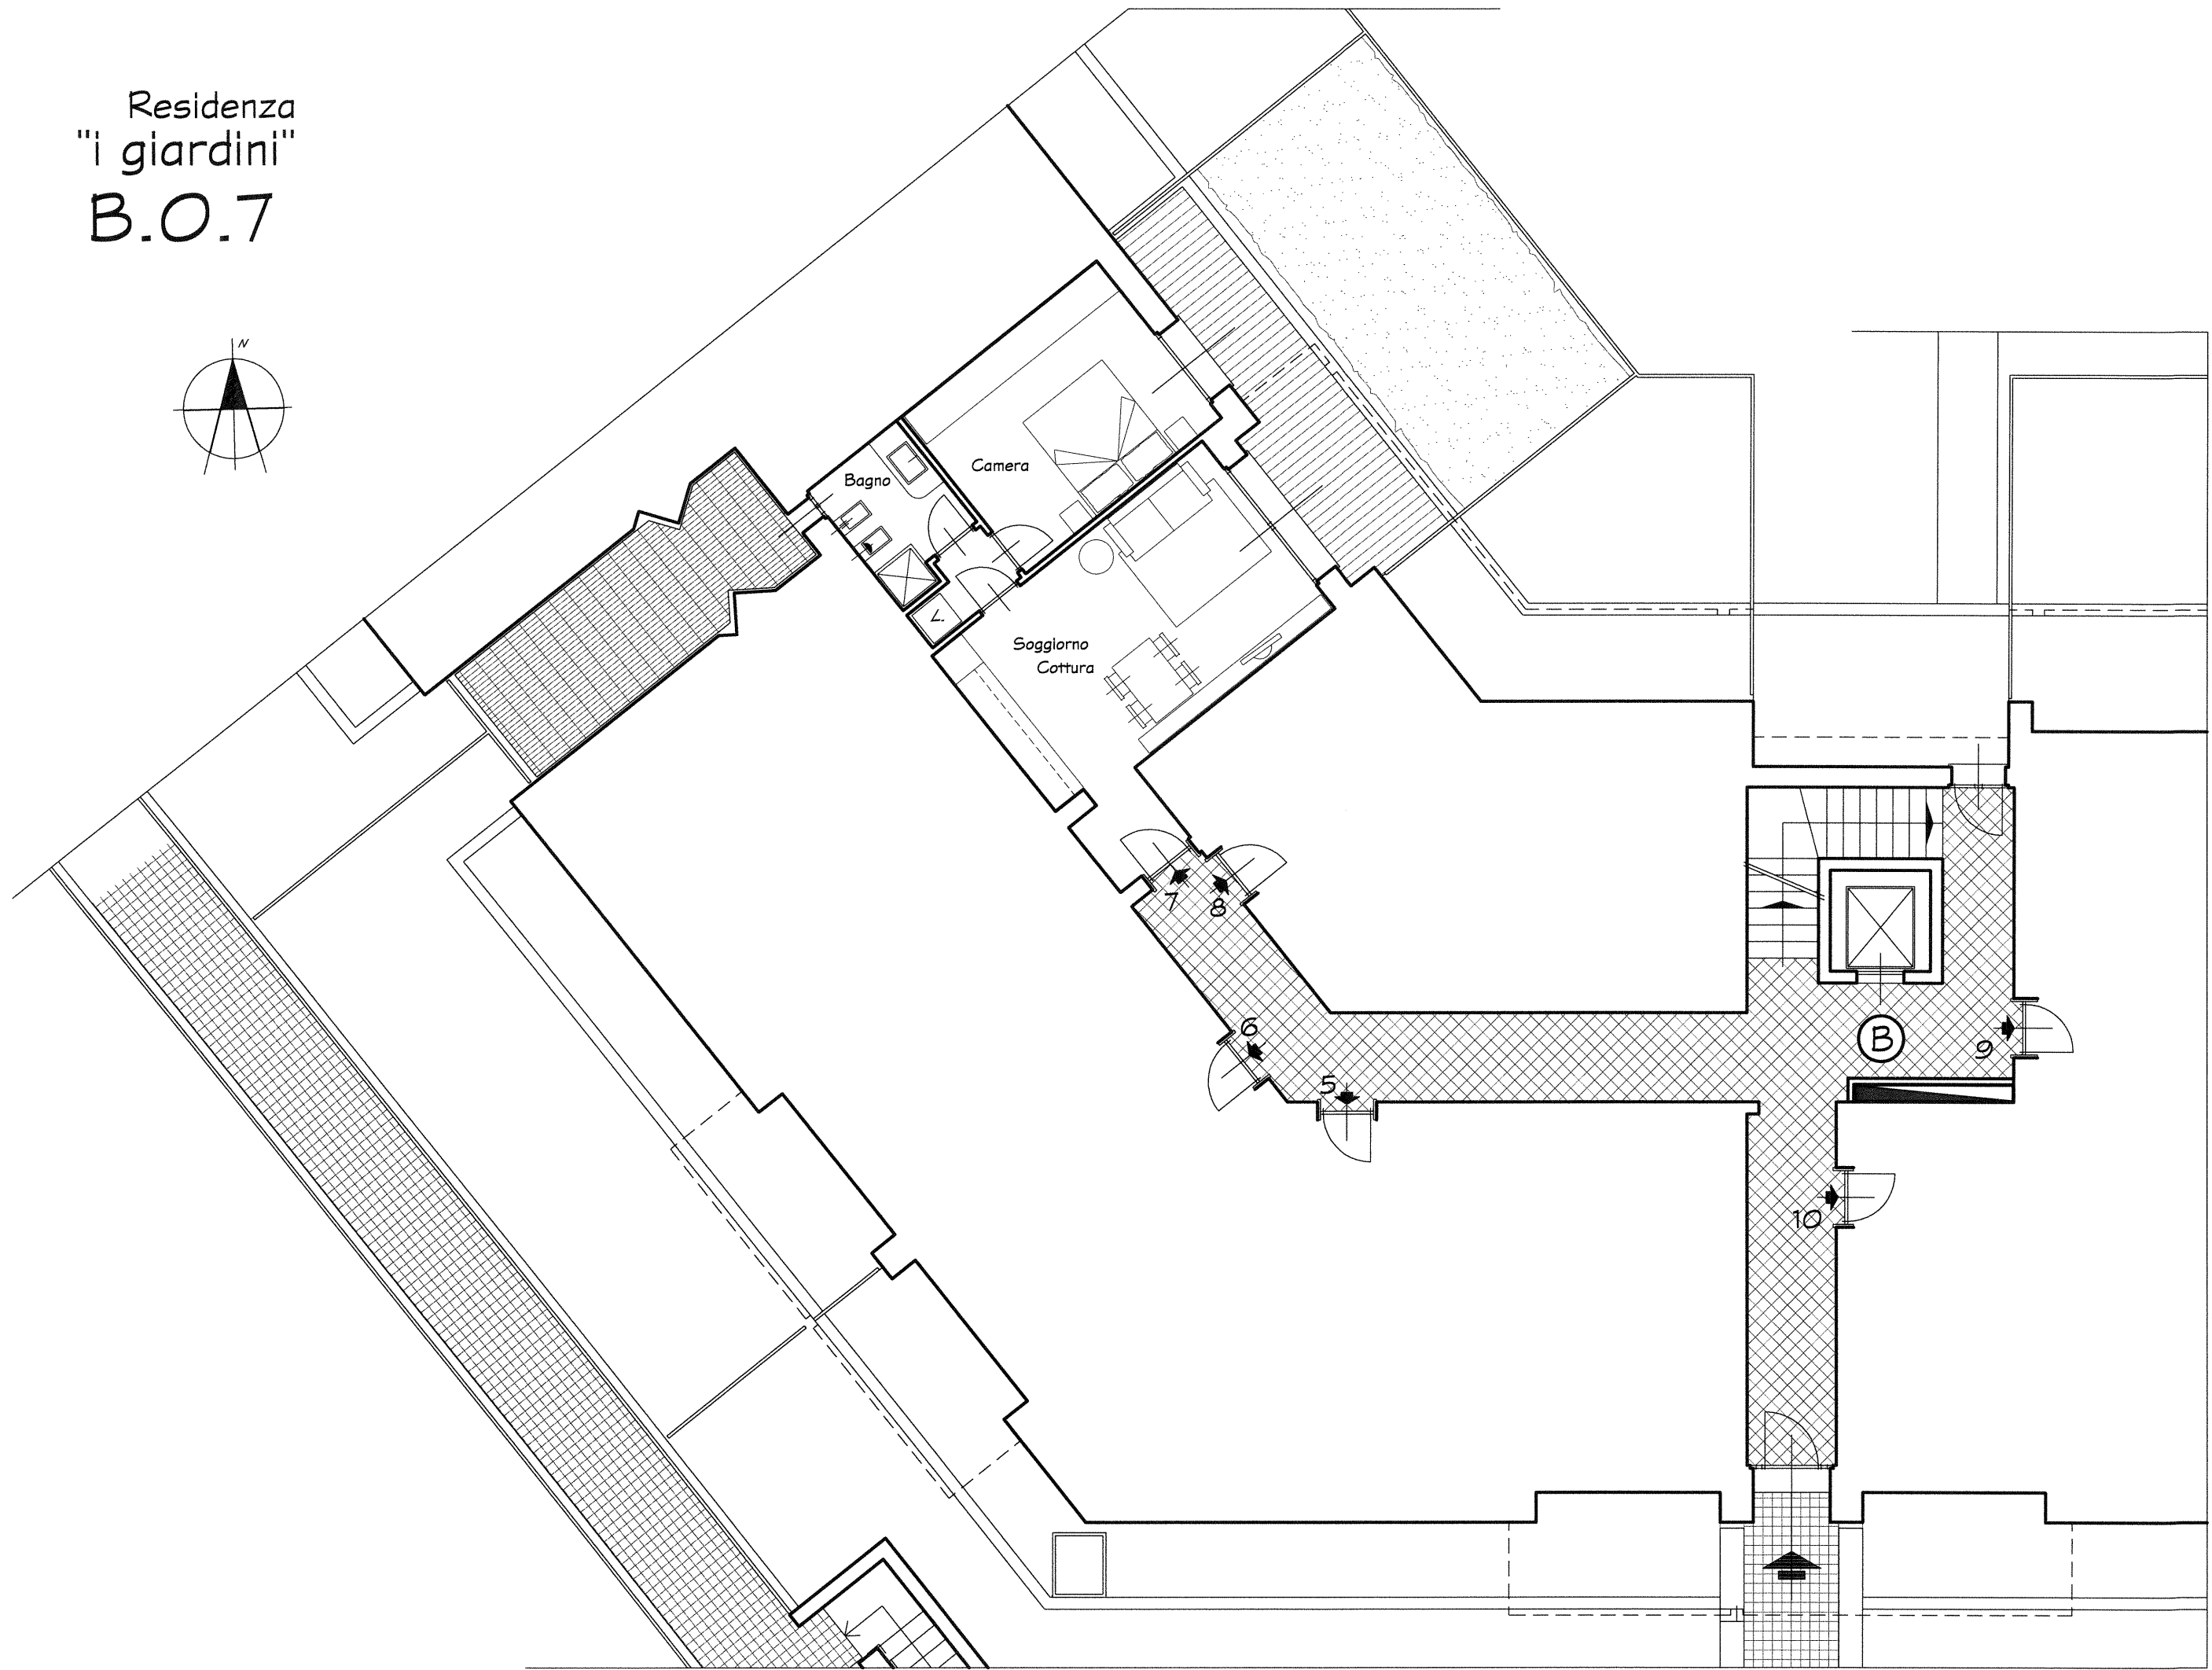 Residenza
"i giardini"
B.O.7
N
Bagno
Camera
L.
Soggiorno
Cottura
7
8
6
5
B
9
10